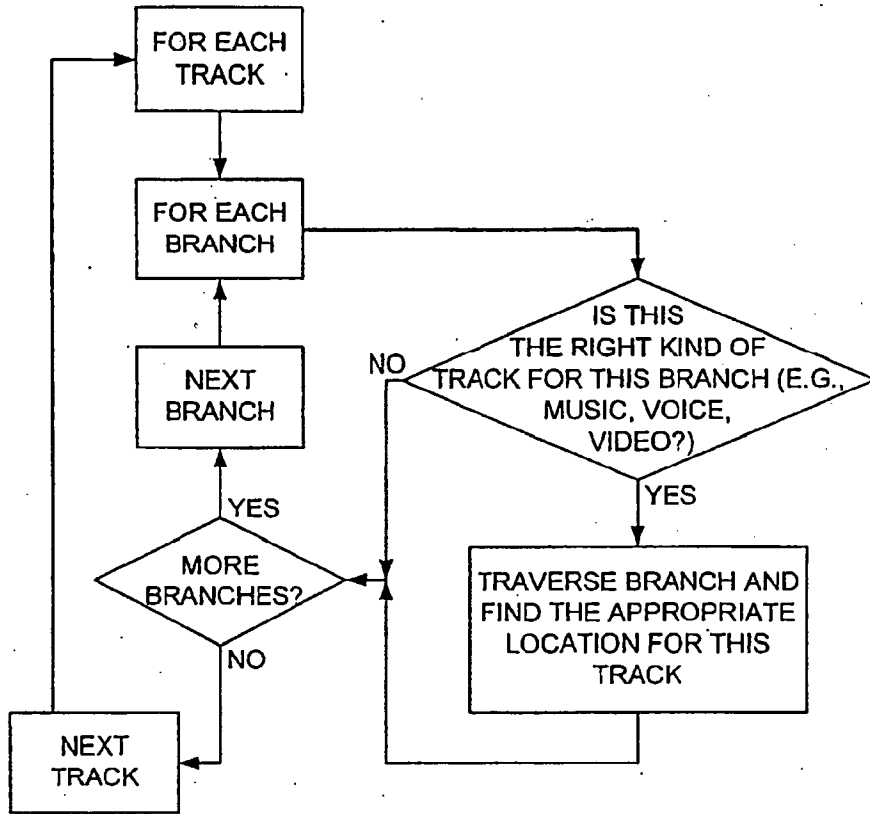 FOR EACH
TRACK
FOR EACH
BRANCH
IS THIS
THE RIGHT KIND OF
TRACK FOR THIS BRANCH (E.G.,
MUSIC, VOICE,
VIDEO?)
NO
NEXT
BRANCH
YES
YES
MORE
BRANCHES?
TRAVERSE BRANCH AND
FIND THE APPROPRIATE
LOCATION FOR THIS
TRACK
NO
NEXT
TRACK